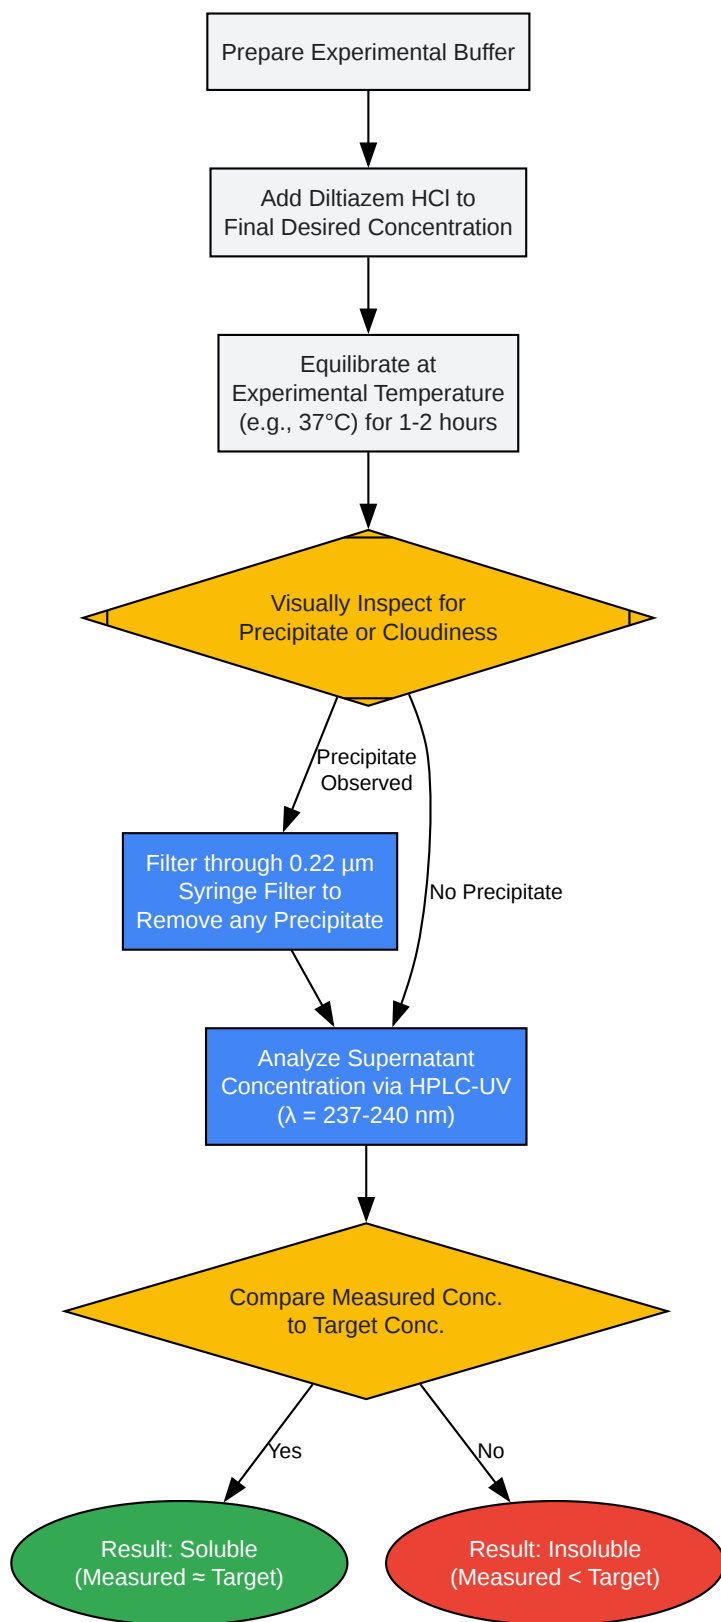 Prepare Experimental Buffer
Add Diltiazem HCl to
Final Desired Concentration
Equilibrate at
Experimental Temperature
(e.g., 37°C) for 1-2 hours
Visually Inspect for
Precipitate or Cloudiness
Precipitate
Observed
Filter through 0.22 µm
Syringe Filter to
Remove any Precipitate
No Precipitate
Analyze Supernatant
Concentration via HPLC-UV
(λ = 237-240 nm)
Compare Measured Conc.
to Target Conc.
Yes
No
Result: Soluble
(Measured ≈ Target)
Result: Insoluble
(Measured < Target)